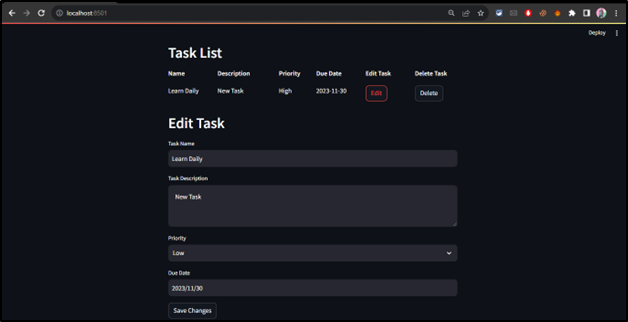 localhost:8501
Deploy
Task List
Name Description Priority Due Date Edit Task Delete Task
Learn Daily New Task High 2023-11-30 Edit Delete
Edit Task
Task Name
Learn Daily
Task Description
New Task
Priority
Low
Due Date
2023/11/30
Save Changes